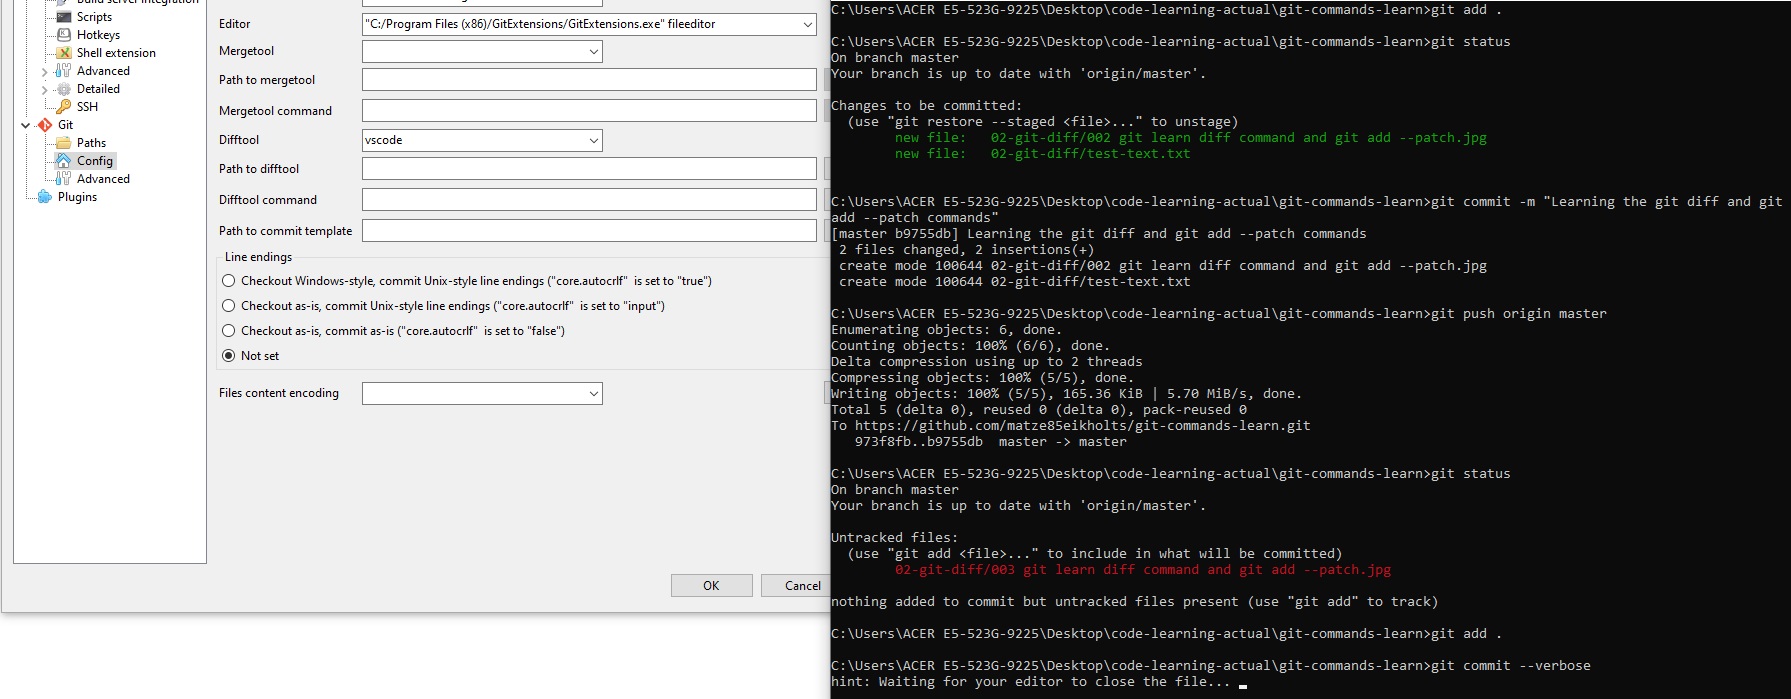 Build server integration
Scripts
Hotkeys
Shell extension
Advanced
Detailed
SSH
Git
Paths
Config
Advanced
Plugins
Editor
"C:/Program Files (x86)/GitExtensions/GitExtensions.exe" fileeditor
Mergetool
Path to mergetool
Mergetool command
Difftool
vscode
Path to difftool
Difftool command
Path to commit template
Line endings
Checkout Windows-style, commit Unix-style line endings ("core.autocrlf"  is set to "true")
Checkout as-is, commit Unix-style line endings ("core.autocrlf"  is set to "input")
Checkout as-is, commit as-is ("core.autocrlf"  is set to "false")
Not set
Files content encoding
OK
Cancel
C:\Users\ACER E5-523G-9225\Desktop\code-learning-actual\git-commands-learn>git add .
C:\Users\ACER E5-523G-9225\Desktop\code-learning-actual\git-commands-learn>git status
On branch master
Your branch is up to date with 'origin/master'.
Changes to be committed:
  (use "git restore --staged <file>..." to unstage)
        new file:   02-git-diff/002 git learn diff command and git add --patch.jpg
        new file:   02-git-diff/test-text.txt
C:\Users\ACER E5-523G-9225\Desktop\code-learning-actual\git-commands-learn>git commit -m "Learning the git diff and git
add --patch commands"
[master b9755db] Learning the git diff and git add --patch commands
 2 files changed, 2 insertions(+)
 create mode 100644 02-git-diff/002 git learn diff command and git add --patch.jpg
 create mode 100644 02-git-diff/test-text.txt
C:\Users\ACER E5-523G-9225\Desktop\code-learning-actual\git-commands-learn>git push origin master
Enumerating objects: 6, done.
Counting objects: 100% (6/6), done.
Delta compression using up to 2 threads
Compressing objects: 100% (5/5), done.
Writing objects: 100% (5/5), 165.36 KiB | 5.70 MiB/s, done.
Total 5 (delta 0), reused 0 (delta 0), pack-reused 0
To https://github.com/matze85eikholts/git-commands-learn.git
   973f8fb..b9755db  master -> master
C:\Users\ACER E5-523G-9225\Desktop\code-learning-actual\git-commands-learn>git status
On branch master
Your branch is up to date with 'origin/master'.
Untracked files:
  (use "git add <file>..." to include in what will be committed)
        02-git-diff/003 git learn diff command and git add --patch.jpg
nothing added to commit but untracked files present (use "git add" to track)
C:\Users\ACER E5-523G-9225\Desktop\code-learning-actual\git-commands-learn>git add .
C:\Users\ACER E5-523G-9225\Desktop\code-learning-actual\git-commands-learn>git commit --verbose
hint: Waiting for your editor to close the file...